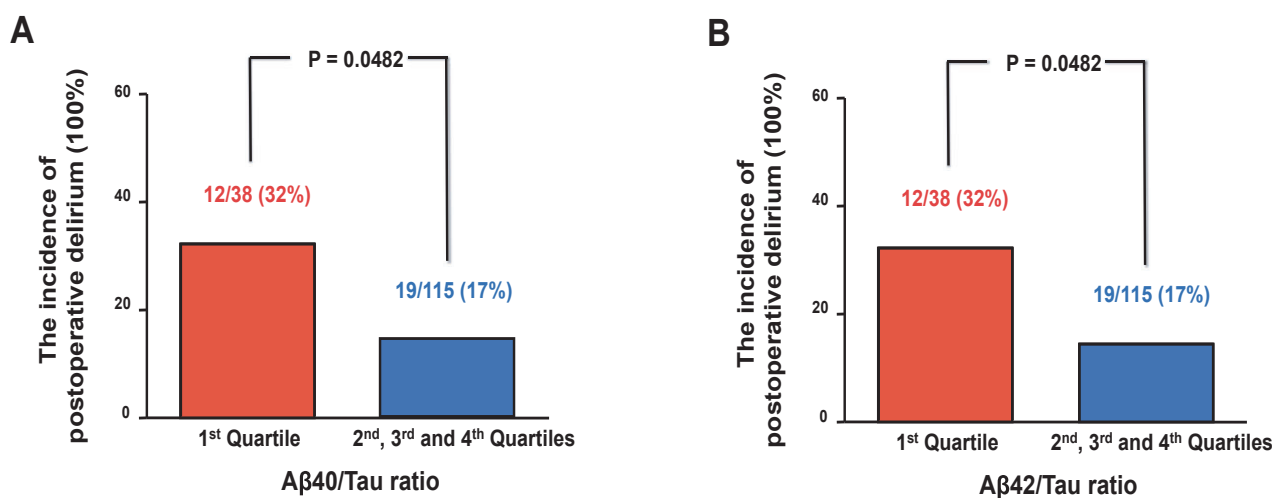 A
P = 0.0482
The incidence of
postoperative delirium (100%)
60
40
20
0
12/38 (32%)
19/115 (17%)
1st Quartile
2nd, 3rd and 4th Quartiles
Aβ40/Tau ratio
B
P = 0.0482
The incidence of
postoperative delirium (100%)
60
40
20
0
12/38 (32%)
19/115 (17%)
1st Quartile
2nd, 3rd and 4th Quartiles
Aβ42/Tau ratio